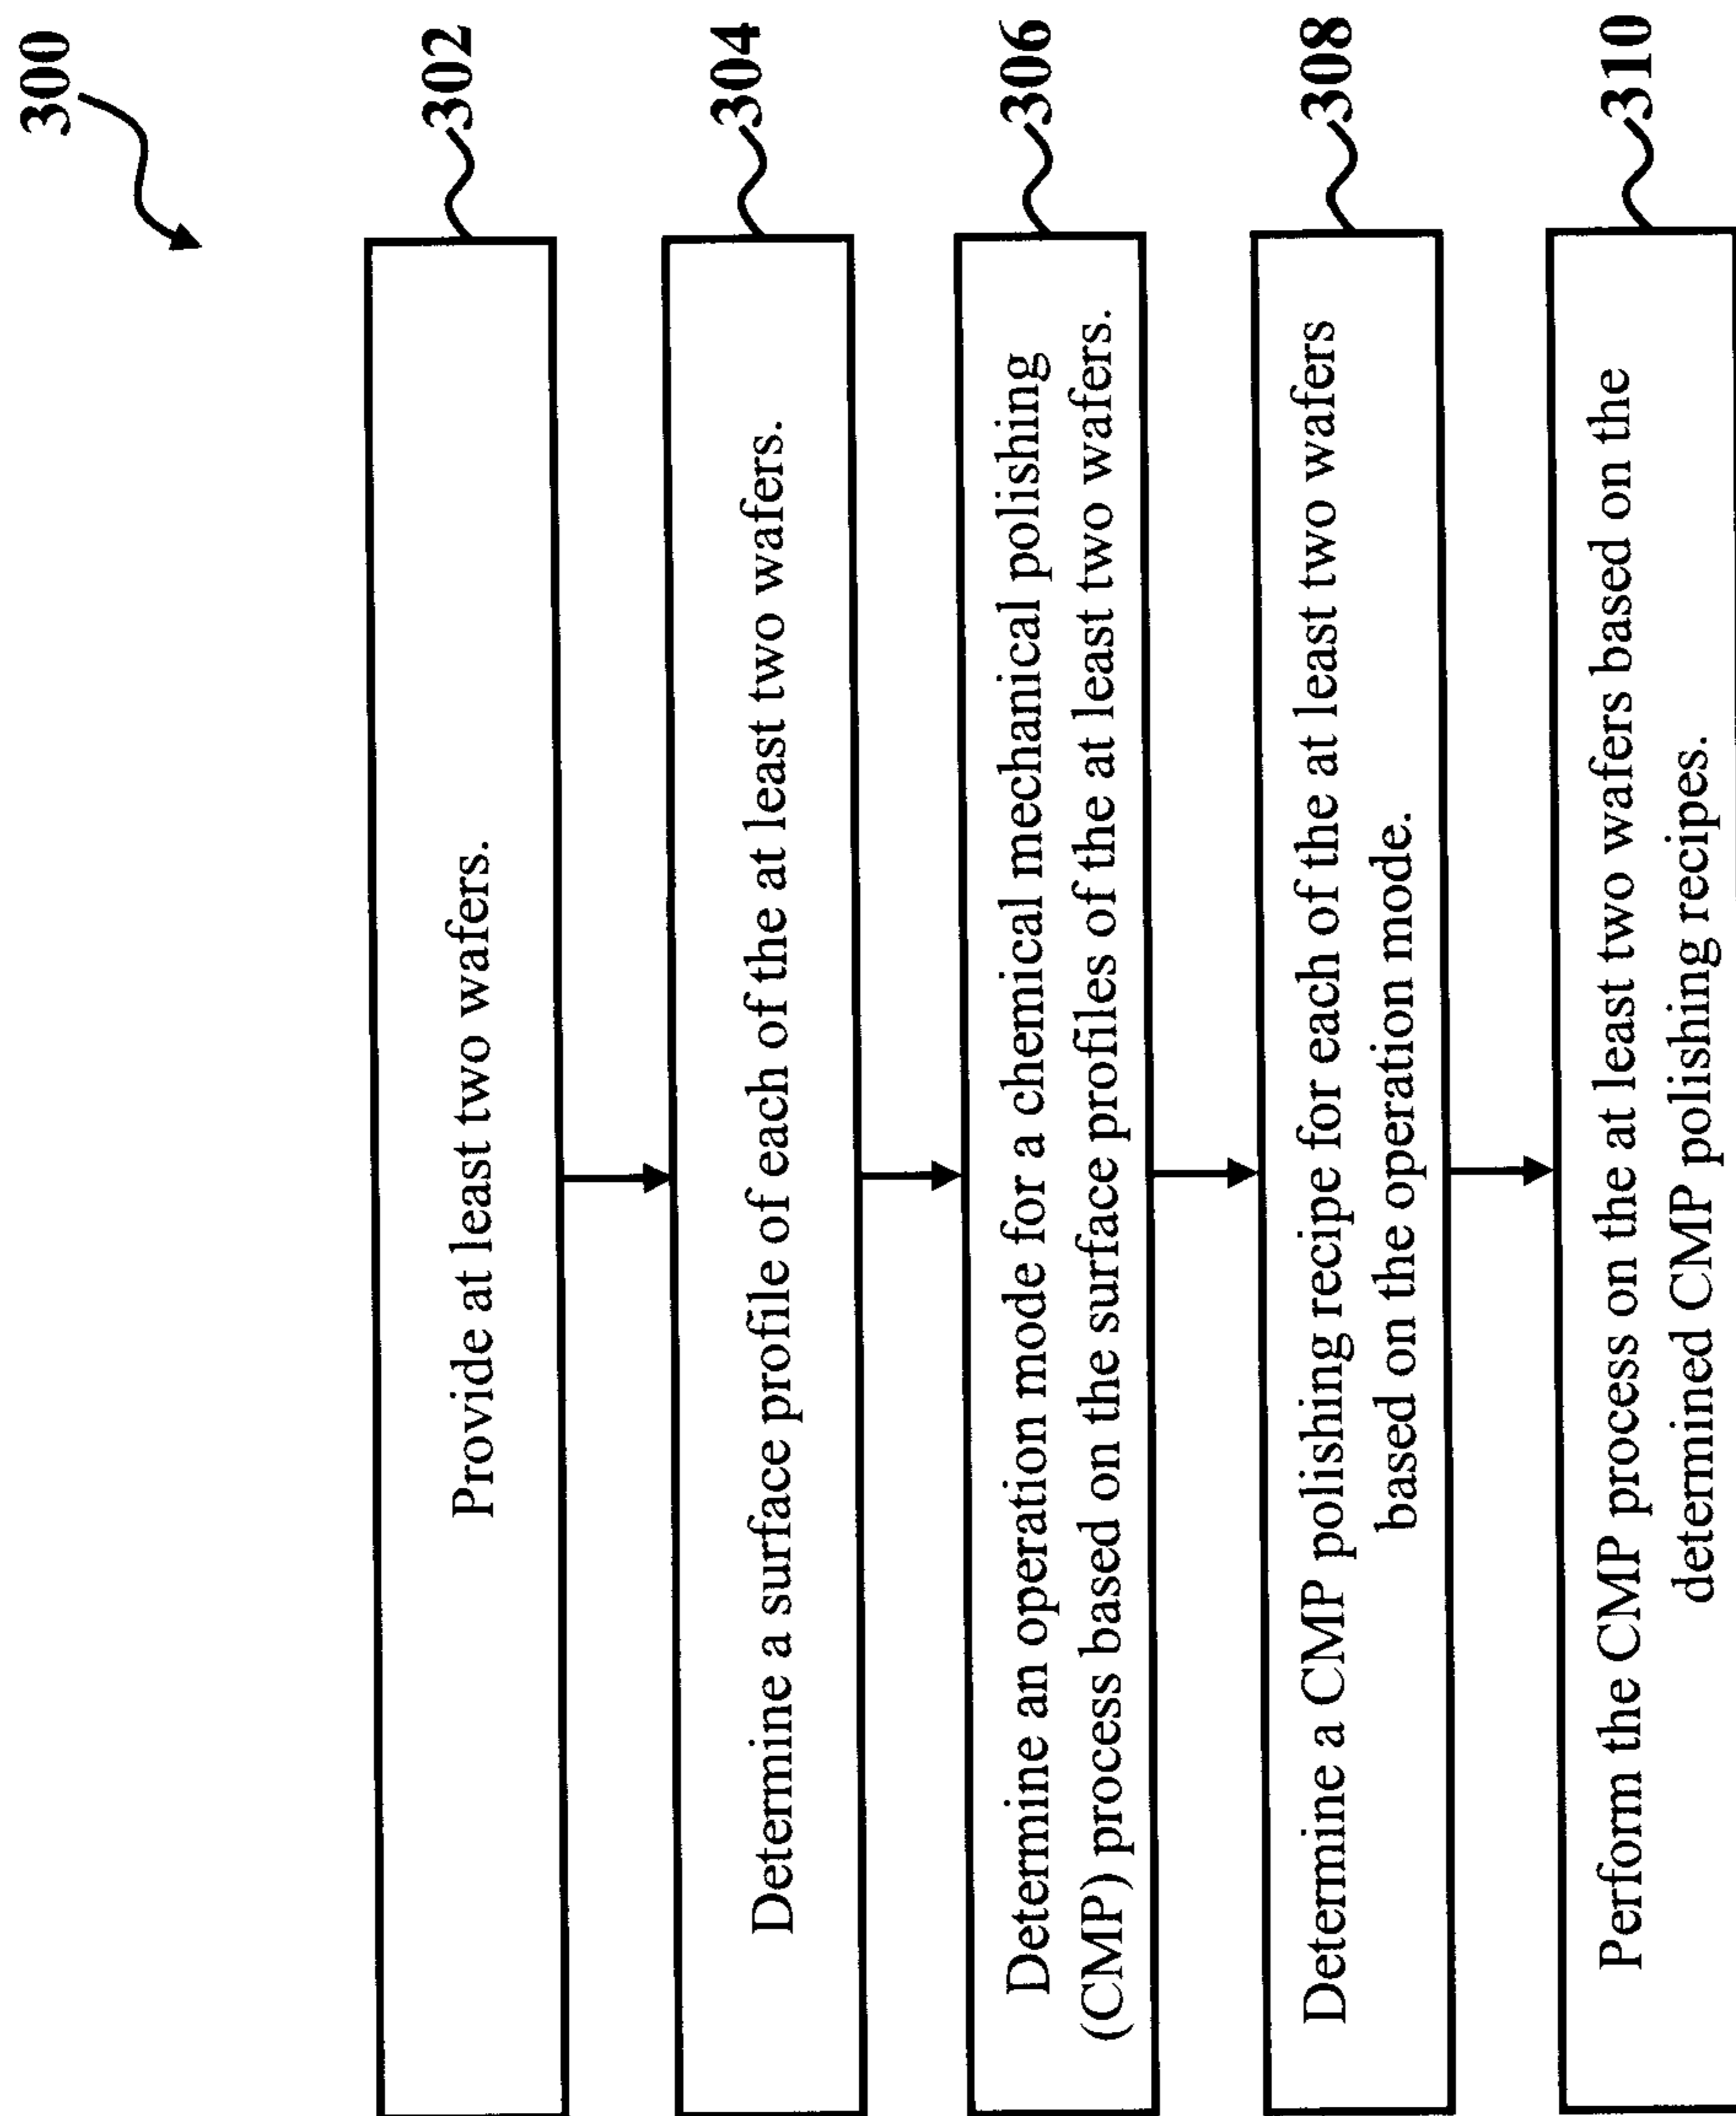 300
Provide at least two wafers.
302
Determine a surface profile of each of the at least two wafers.
304
Determine an operation mode for a chemical mechanical polishing
(CMP) process based on the surface profiles of the at least two wafers.
306
Determine a CMP polishing recipe for each of the at least two wafers
based on the operation mode.
308
Perform the CMP process on the at least two wafers based on the
determined CMP polishing recipes.
310